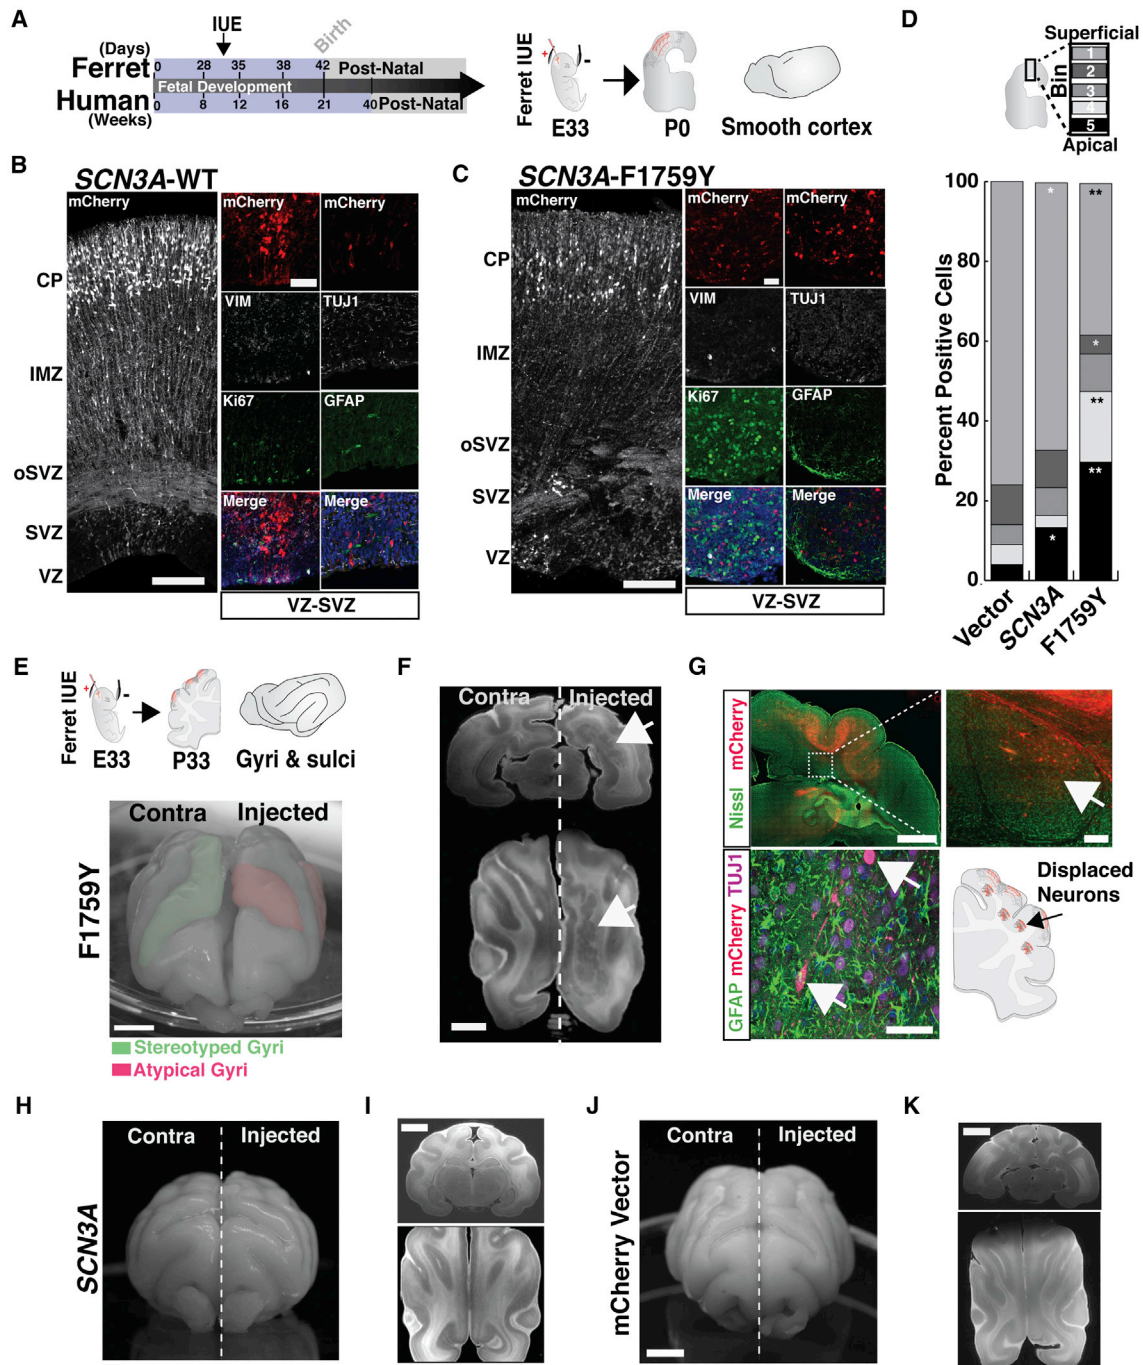 A
IUE
(Days)
Birth
Ferret
0 28 35 38 42 Post-Natal
Fetal Development
Human
0 8 12 16 21 40 Post-Natal
(Weeks)
Ferret IUE
+ -
E33
P0
Smooth cortex
B
SCN3A-WT
mCherry
CP
IMZ
oSVZ
SVZ
VZ
mCherry
mCherry
VIM
TUJ1
Ki67
GFAP
Merge
Merge
VZ-SVZ
C
SCN3A-F1759Y
mCherry
CP
IMZ
oSVZ
SVZ
VZ
mCherry
mCherry
VIM
TUJ1
Ki67
GFAP
Merge
Merge
VZ-SVZ
D
Superficial
Bin
1
2
3
4
5
Apical
Percent Positive Cells
100
80
60
40
20
0
*
*
**
*
**
**
Vector
SCN3A
F1759Y
E
Ferret IUE
+ -
E33
P33
Gyri & sulci
F1759Y
Contra Injected
Stereotyped Gyri
Atypical Gyri
F
Contra Injected
G
Nissl mCherry
GFAP mCherry TUJ1
Displaced
Neurons
H
SCN3A
Contra Injected
I
J
mCherry Vector
Contra Injected
K